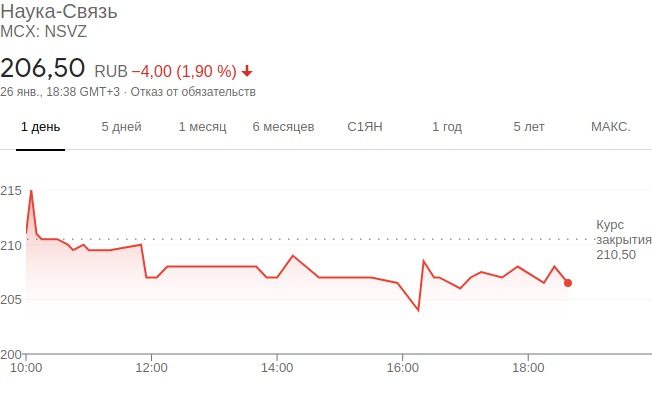 Наука-Связь
MCX: NSVZ
206,50 RUB −4,00 (1,90 %)
26 янв., 18:38 GMT+3 · Отказ от обязательств
1 день 5 дней 1 месяц 6 месяцев С1ЯН 1 год 5 лет МАКС.
215
Курс
210 закрытия
210,50
205
200
10:00 12:00 14:00 16:00 18:00